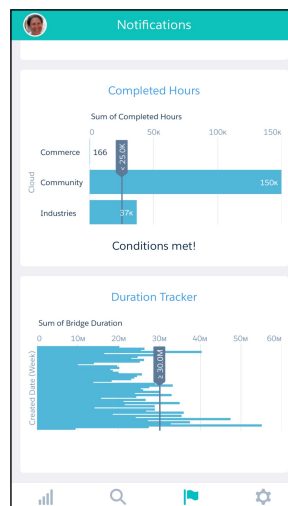 Notifications
Completed Hours
Sum of Completed Hours
0 50K 100K 150K
Cloud
Commerce 166
Community 150K
Industries 37K
< 25.0K
Conditions met!
Duration Tracker
Sum of Bridge Duration
0 10M 20M 30M 40M 50M 60M
Created Date (Week)
≥ 30.0M